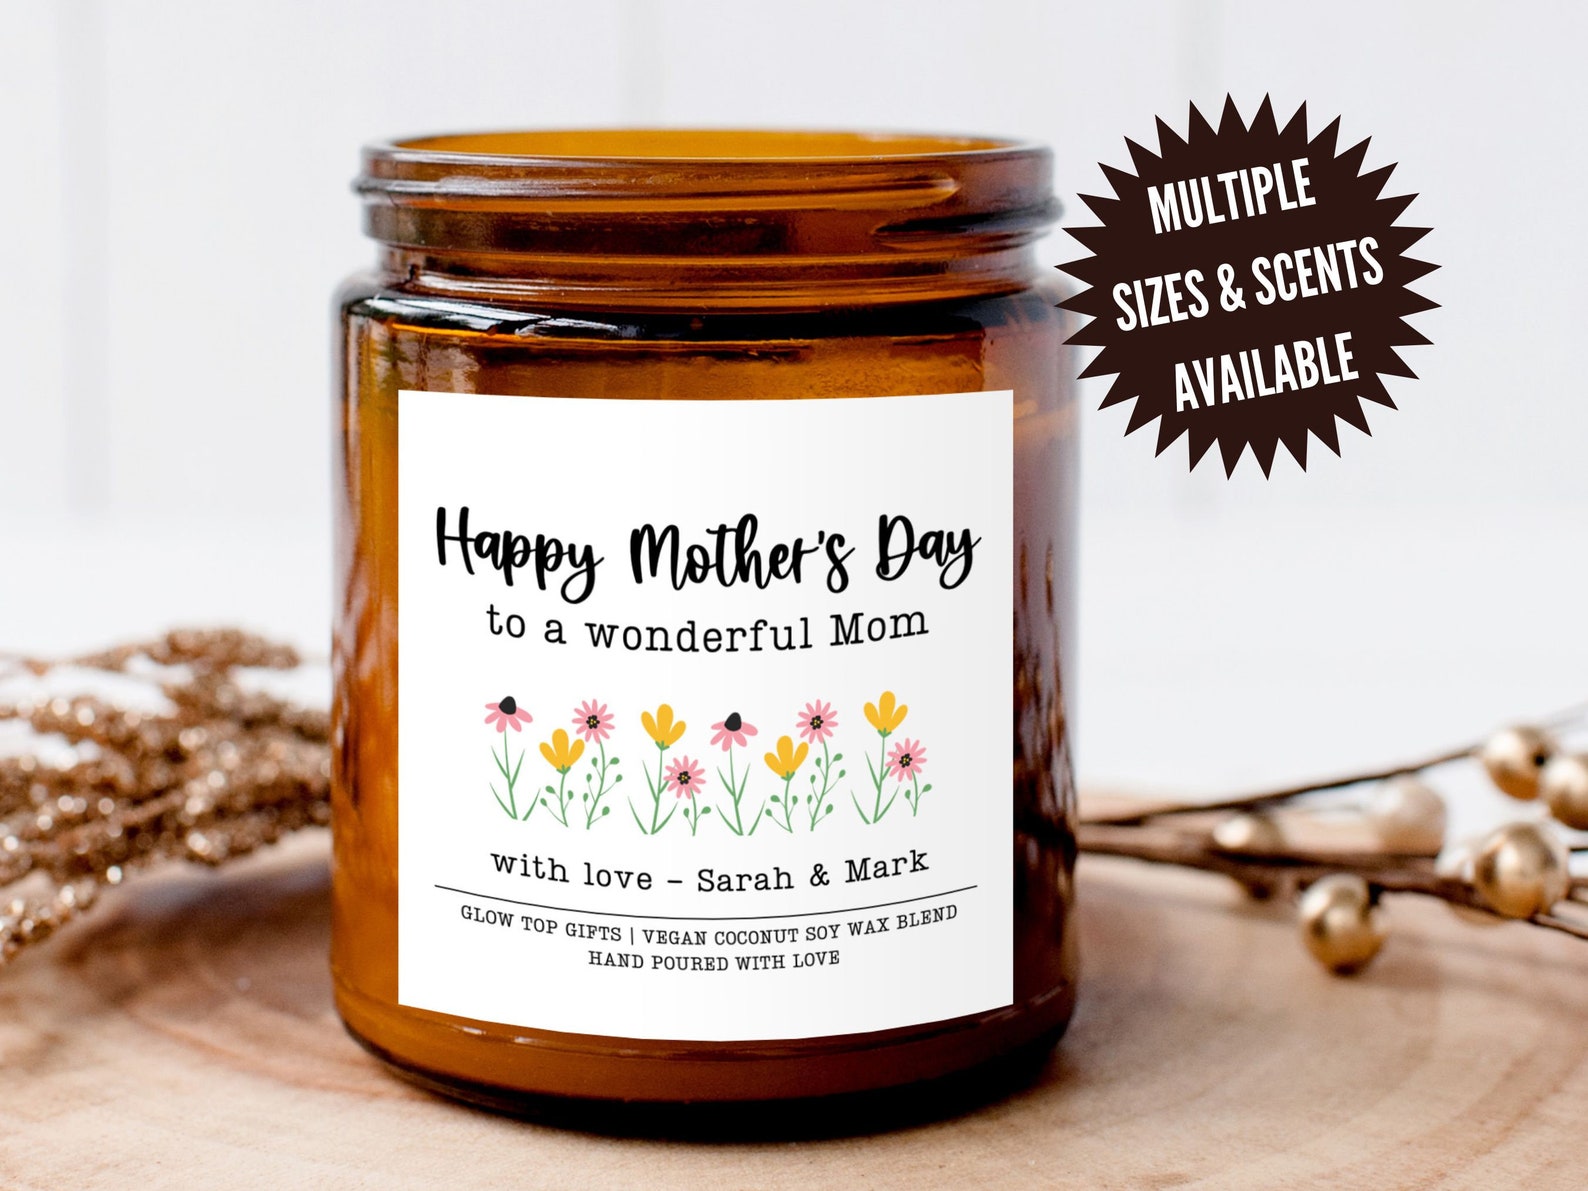 Happy Mother's Day
to a wonderful Mom
with love – Sarah & Mark
GLOW TOP GIFTS | VEGAN COCONUT SOY WAX BLEND
HAND POURED WITH LOVE
MULTIPLE
SIZES & SCENTS
AVAILABLE